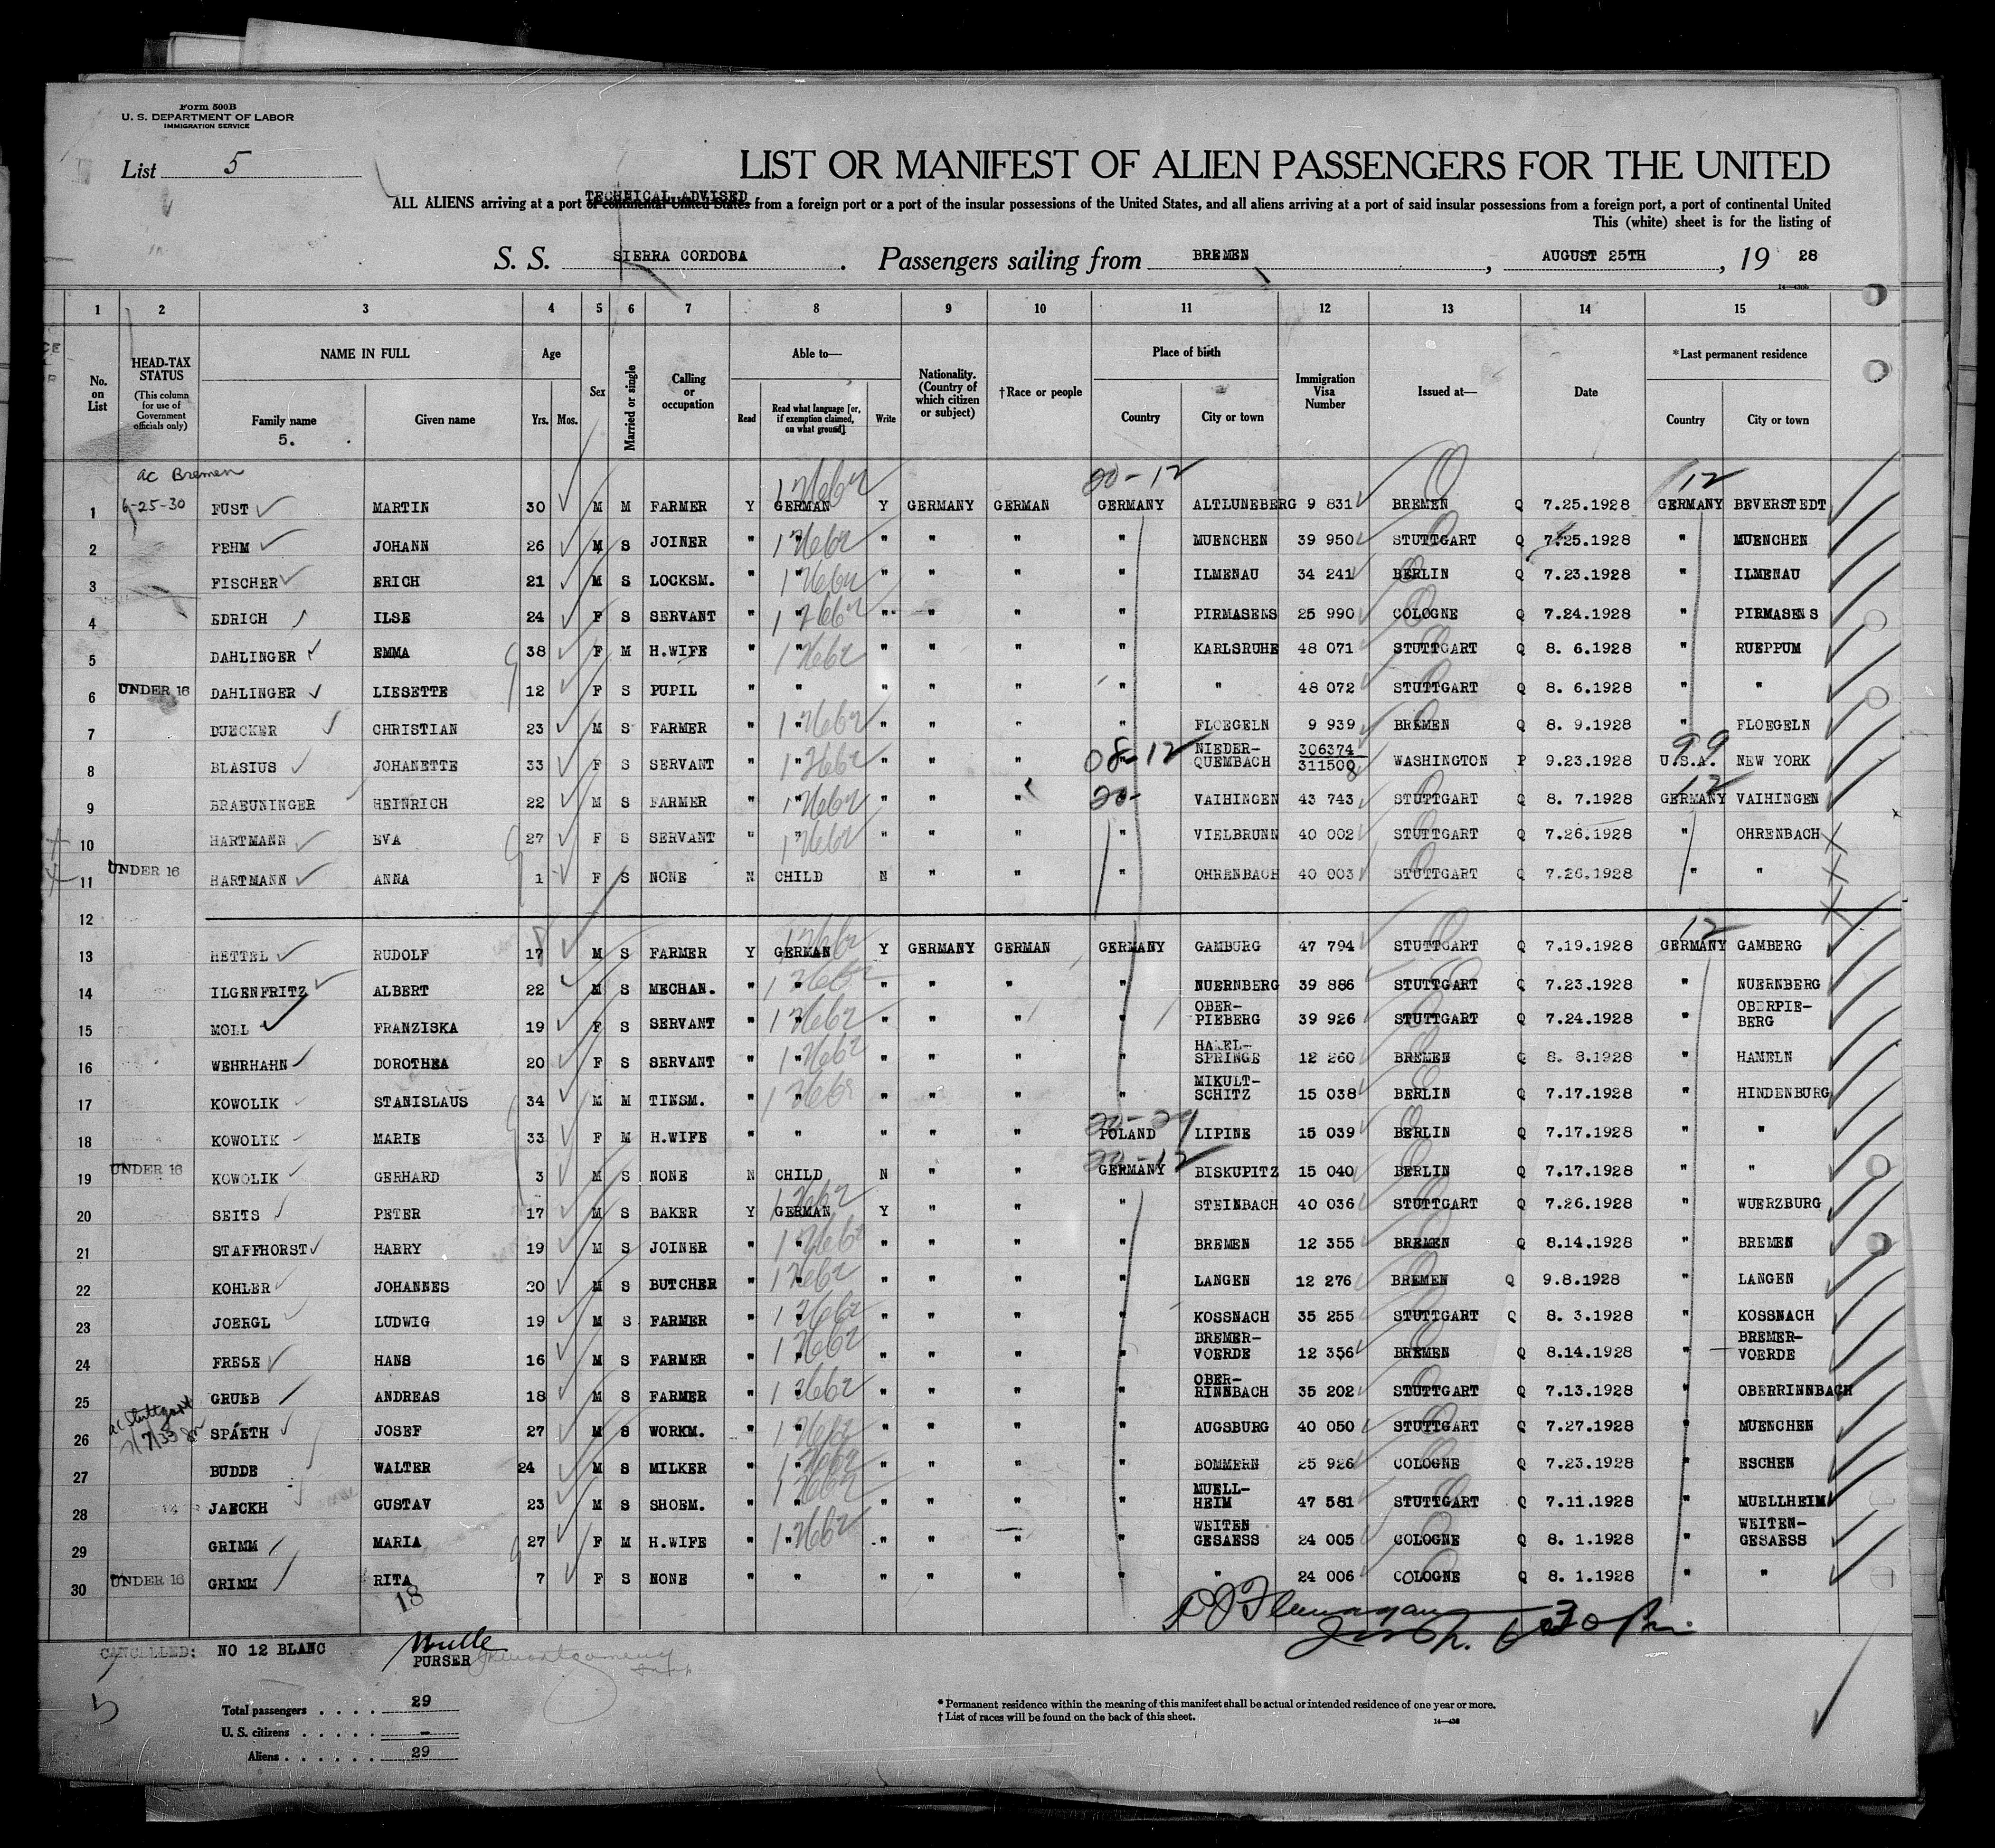 Form 500B
U. S. DEPARTMENT OF LABOR
IMMIGRATION SERVICE
List 5
LIST OR MANIFEST OF ALIEN PASSENGERS FOR THE UNITED
TECHNICAL ADVISED
ALL ALIENS arriving at a port of continental United States from a foreign port or a port of the insular possessions of the United States, and all aliens arriving at a port of said insular possessions from a foreign port, a port of continental United
This (white) sheet is for the listing of
S. S. SIERRA CORDOBA . Passengers sailing from BREMEN , AUGUST 25TH , 19 28
14-430b
1 2 3 4 5 6 7 8 9 10 11 12 13 14 15
No. on List
HEAD-TAX STATUS (This column for use of Government officials only)
NAME IN FULL
Family name
5.
Given name
Age
Yrs. Mos.
Sex
Married or single
Calling or occupation
Able to—
Read
Read what language [or, if exemption claimed, on what ground]
Write
Nationality. (Country of which citizen or subject)
†Race or people
Place of birth
Country
City or town
Immigration Visa Number
Issued at—
Date
*Last permanent residence
Country
City or town
ac Bremen
20-12 12
1 6-25-30 FUST MARTIN 30 M M FARMER Y GERMAN Y GERMANY GERMAN GERMANY ALTLUNEBERG 9 831 BREMEN Q 7.25.1928 GERMANY BEVERSTEDT
2 FEHM JOHANN 26 M S JOINER " " " " " " MUENCHEN 39 950 STUTTGART Q 7.25.1928 " MUENCHEN
3 FISCHER ERICH 21 M S LOCKSM. " " " " " " ILMENAU 34 241 BERLIN Q 7.23.1928 " ILMENAU
4 EDRICH ILSE 24 F S SERVANT " " " " " " PIRMASENS 25 990 COLOGNE Q 7.24.1928 " PIRMASENS
5 DAHLINGER EMMA 38 F M H.WIFE " " " " " " KARLSRUHE 48 071 STUTTGART Q 8. 6.1928 " RUEPPUM
6 UNDER 16 DAHLINGER LIESETTE 12 F S PUPIL " " " " " " " 48 072 STUTTGART Q 8. 6.1928 " "
7 DUECKER CHRISTIAN 23 M S FARMER " " " " " " FLOEGELN 9 939 BREMEN Q 8. 9.1928 " FLOEGELN
8 BLASIUS JOHANETTE 33 F S SERVANT " " " " " 08-12 NIEDER-QUEMBACH 306374 311500 8 WASHINGTON P 9.23.1928 99 U.S.A. NEW YORK
9 BRAEUNINGER HEINRICH 22 M S FARMER " " " " " 20- VAIHINGEN 43 743 STUTTGART Q 8. 7.1928 12 GERMANY VAIHINGEN
10 HARTMANN EVA 27 F S SERVANT " " " " " " VIELBRUNN 40 002 STUTTGART Q 7.26.1928 " OHRENBACH
11 UNDER 16 HARTMANN ANNA 1 F S NONE N CHILD N " " " OHRENBACH 40 003 STUTTGART Q 7.26.1928 " "
12
13 HETTEL RUDOLF 17 M S FARMER Y GERMAN Y GERMANY GERMAN GERMANY GAMBURG 47 794 STUTTGART Q 7.19.1928 12 GERMANY GAMBERG
14 ILGENFRITZ ALBERT 22 M S MECHAN. " " " " " " NUERNBERG 39 886 STUTTGART Q 7.23.1928 " NUERNBERG
15 MOLL FRANZISKA 19 F S SERVANT " " " " " " OBER-PIEBERG 39 926 STUTTGART Q 7.24.1928 " OBERPIE-BERG
16 WEHRHAHN DOROTHEA 20 F S SERVANT " " " " " " SPRINGE 12 260 BREMEN Q 8. 8.1928 " HAMELN
17 KOWOLIK STANISLAUS 34 M M TINSM. " " " " " " MIKULT-SCHITZ 15 038 BERLIN Q 7.17.1928 " HINDENBURG
18 KOWOLIK MARIE 33 F M H.WIFE " " " " " POLAND LIPINE 15 039 BERLIN Q 7.17.1928 " "
19 UNDER 16 KOWOLIK GERHARD 3 M S NONE N CHILD N " " 20-12 GERMANY BISKUPITZ 15 040 BERLIN Q 7.17.1928 " "
20 SEITS PETER 17 M S BAKER Y GERMAN Y " " " STEINBACH 40 036 STUTTGART Q 7.26.1928 " WUERZBURG
21 STAFFHORST HARRY 19 M S JOINER " " " " " " BREMEN 12 355 BREMEN Q 8.14.1928 " BREMEN
22 KOHLER JOHANNES 20 M S BUTCHER " " " " " " LANGEN 12 276 BREMEN Q 9.8.1928 " LANGEN
23 JOERGL LUDWIG 19 M S FARMER " " " " " " KOSSNACH 35 255 STUTTGART Q 8. 3.1928 " KOSSNACH
24 FRESE HANS 16 M S FARMER " " " " " " BREMER-VOERDE 12 356 BREMEN Q 8.14.1928 " BREMER-VOERDE
25 GRUEB ANDREAS 18 M S FARMER " " " " " " OBER-RINNBACH 35 202 STUTTGART Q 7.13.1928 " OBERRINNBACH
ac Stuttgart
26 SPAETH JOSEF 27 M S WORKM. " " " " " " AUGSBURG 40 050 STUTTGART Q 7.27.1928 " MUENCHEN
27 BUDDE WALTER 24 M S MILKER " " " " " " BOMMERN 25 926 COLOGNE Q 7.23.1928 " ESCHEN
28 JAECKH GUSTAV 23 M S SHOEM. " " " " " " MUELL-HEIM 47 581 STUTTGART Q 7.11.1928 " MUELLHEIM
29 GRIMM MARIA 27 F M H.WIFE " " " " " " WEITEN GESAESS 24 005 COLOGNE Q 8. 1.1928 " WEITEN-GESAESS
30 UNDER 16 GRIMM RITA 7 F S NONE " " " " " " " 24 006 COLOGNE Q 8. 1.1928 " "
18
CANCELLED: NO 12 BLANC
PURSER
Total passengers . . . . 29
U. S. citizens . . . . . –
Aliens . . . . . . 29
* Permanent residence within the meaning of this manifest shall be actual or intended residence of one year or more.
† List of races will be found on the back of this sheet.